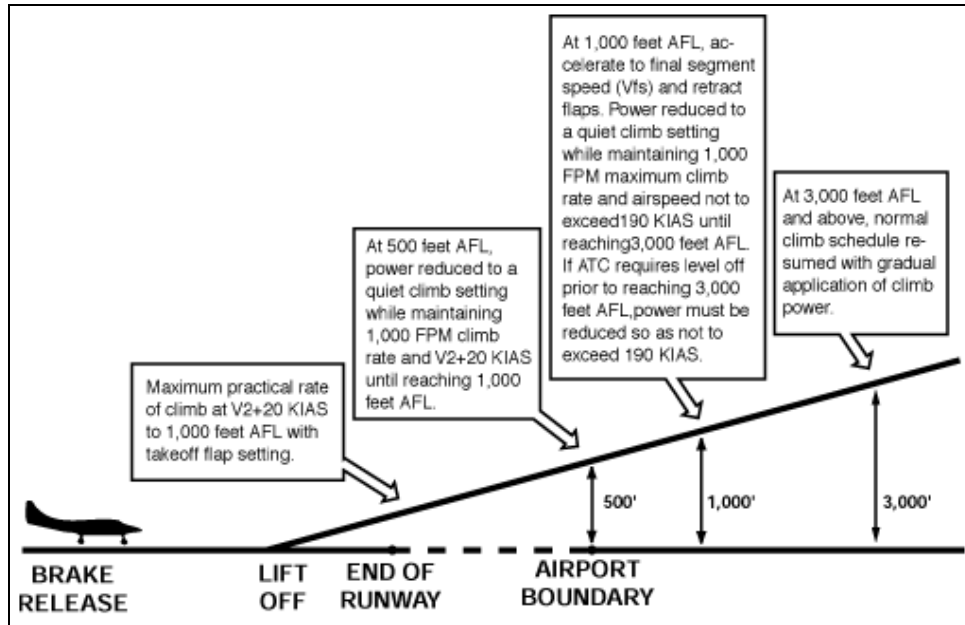 Maximum practical rate
of climb at V2+20 KIAS
to 1,000 feet AFL with
takeoff flap setting.
At 500 feet AFL,
power reduced to a
quiet climb setting
while maintaining
1,000 FPM climb
rate and V2+20 KIAS
until reaching 1,000
feet AFL.
At 1,000 feet AFL, ac-
celerate to final segment
speed (Vfs) and retract
flaps. Power reduced to
a quiet climb setting
while maintaining 1,000
FPM maximum climb
rate and airspeed not to
exceed190 KIAS until
reaching3,000 feet AFL.
If ATC requires level off
prior to reaching 3,000
feet AFL,power must be
reduced so as not to
exceed 190 KIAS.
At 3,000 feet AFL
and above, normal
climb schedule re-
sumed with gradual
application of climb
power.
500'
1,000'
3,000'
BRAKE
RELEASE
LIFT
OFF
END OF
RUNWAY
AIRPORT
BOUNDARY